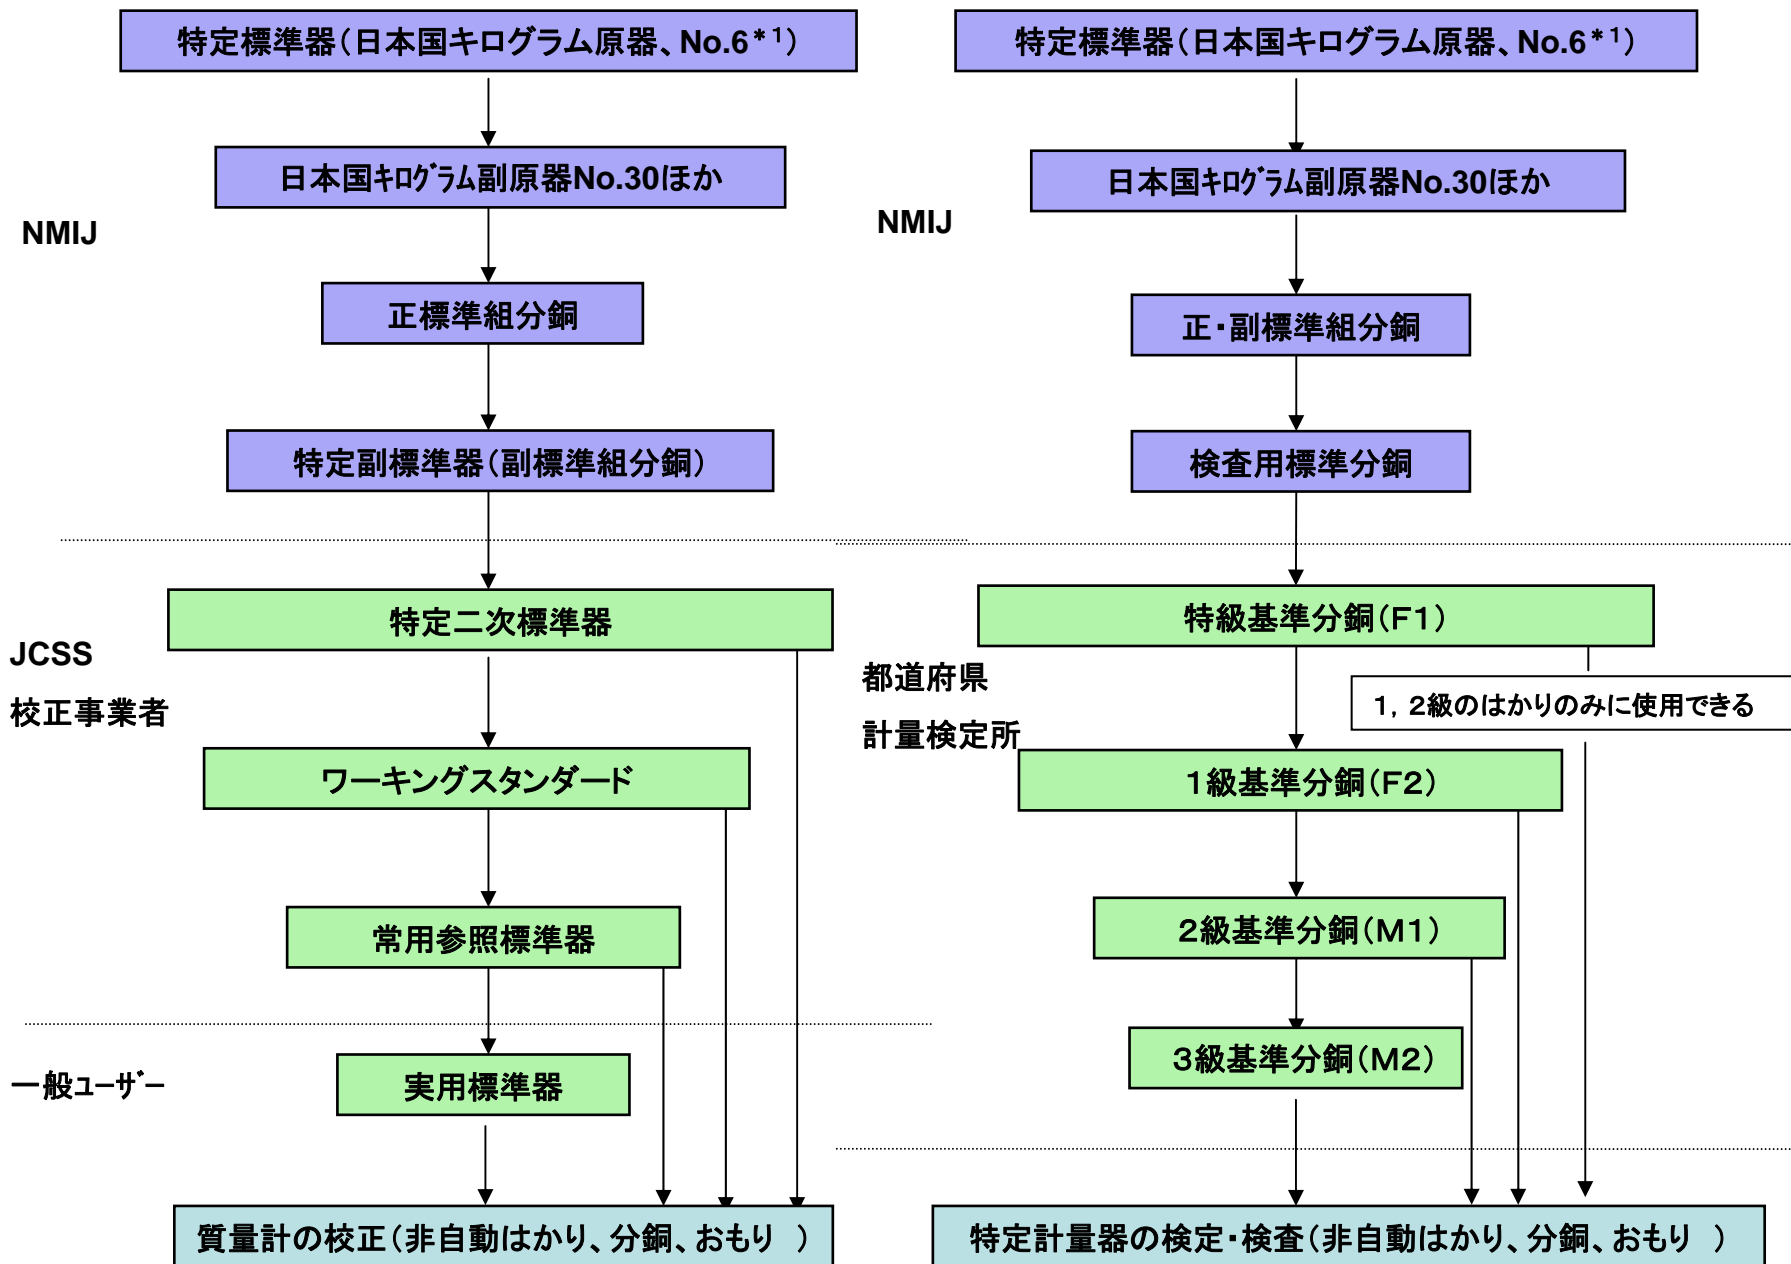 特定標準器（日本国キログラム原器、No.6*1）
日本国ｷﾛｸﾞﾗﾑ副原器No.30ほか
NMIJ
正標準組分銅
特定副標準器（副標準組分銅）
特定二次標準器
JCSS
校正事業者
ワーキングスタンダード
常用参照標準器
一般ﾕｰｻﾞｰ
実用標準器
質量計の校正（非自動はかり、分銅、おもり　）
特定標準器（日本国キログラム原器、No.6*1）
日本国ｷﾛｸﾞﾗﾑ副原器No.30ほか
NMIJ
正・副標準組分銅
検査用標準分銅
特級基準分銅（Ｆ１）
都道府県
計量検定所
１，２級のはかりのみに使用できる
１級基準分銅（Ｆ２）
２級基準分銅（Ｍ１）
３級基準分銅（Ｍ２）
特定計量器の検定・検査（非自動はかり、分銅、おもり　）